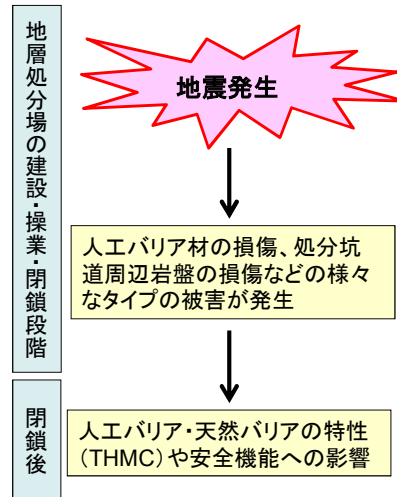 地層処分場の建設・操業・閉鎖段階
地震発生
人工バリア材の損傷、処分坑
道周辺岩盤の損傷などの様々
なタイプの被害が発生
閉鎖後
人工バリア・天然バリアの特性
(THMC)や安全機能への影響